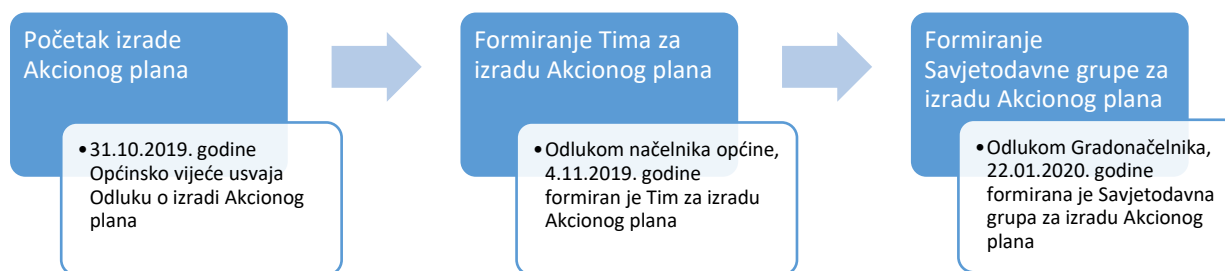 Početak izrade
Akcionog plana
•31.10.2019. godine
Općinsko vijeće usvaja
Odluku o izradi Akcionog
plana
Formiranje Tima za
izradu Akcionog plana
•Odlukom načelnika općine,
4.11.2019. godine
formiran je Tim za izradu
Akcionog plana
Formiranje
Savjetodavne grupe za
izradu Akcionog plana
•Odlukom Gradonačelnika,
22.01.2020. godine
formirana je Savjetodavna
grupa za izradu Akcionog
plana